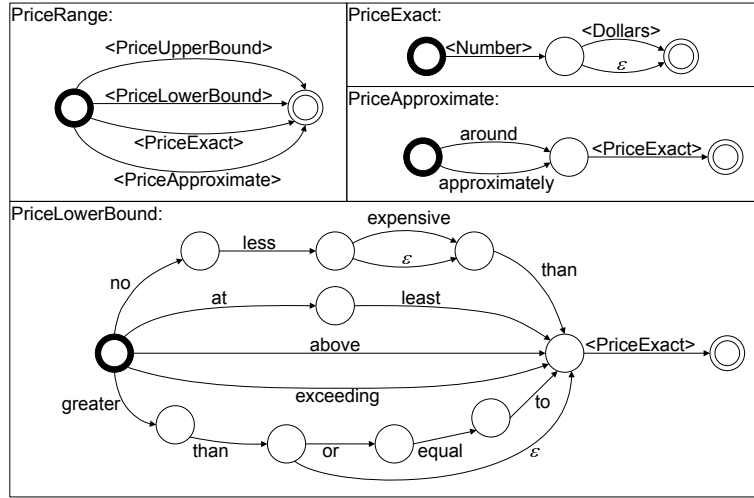 PriceRange:
<PriceUpperBound>
<PriceLowerBound>
<PriceExact>
<PriceApproximate>
PriceExact:
<Number>
<Dollars>
ε
PriceApproximate:
around
approximately
<PriceExact>
PriceLowerBound:
no
less
expensive
ε
than
at
least
above
exceeding
<PriceExact>
greater
than
or
equal
to
ε